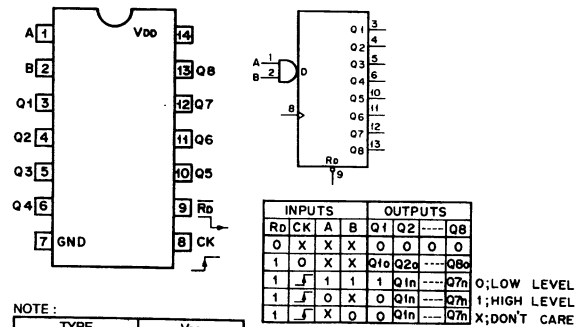 A 1 VDD 14
B 2 13 Q8
Q1 3 12 Q7
Q2 4 11 Q6
Q3 5 10 Q5
Q4 6 9 RD
7 GND 8 CK
A 1
B 2
D
8
Q1 3
Q2 4
Q3 5
Q4 6
Q5 10
Q6 11
Q7 12
Q8 13
RD
9
INPUTS OUTPUTS
RD CK A B Q1 Q2 ---- Q8
0 X X X 0 0 0 0
1 0 X X Q1o Q2o ---- Q8o
1 1 1 1 Q1n ---- Q7n 0;LOW LEVEL
1 0 X 0 Q1n ---- Q7n 1;HIGH LEVEL
1 X 0 0 Q1n ---- Q7n X;DON'T CARE
NOTE :
TYPE